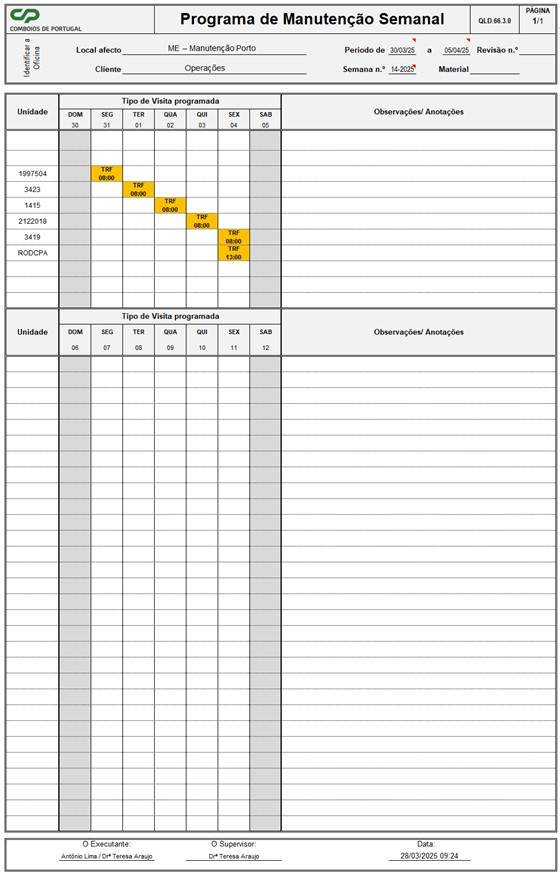 CP
COMBOIOS DE PORTUGAL
Programa de Manutenção Semanal
QLD.66.3.0
PÁGINA
1/1
Identificar a
Oficina
Local afecto ME – Manutenção Porto
Periodo de 30/03/25 a 05/04/25 Revisão n.º
Cliente Operações
Semana n.º 14-2025 Material
Unidade
Tipo de Visita programada
Observações/ Anotações
DOM SEG TER QUA QUI SEX SAB
30 31 01 02 03 04 05
1997504 TRF
08:00
3423 TRF
08:00
1415 TRF
08:00
2122018 TRF
08:00
3419 TRF
08:00
RODCPA TRF
13:00
Unidade
Tipo de Visita programada
Observações/ Anotações
DOM SEG TER QUA QUI SEX SAB
06 07 08 09 10 11 12
O Executante: O Supervisor: Data:
António Lima / Drª Teresa Araujo Drª Teresa Araujo 28/03/2025 09:24